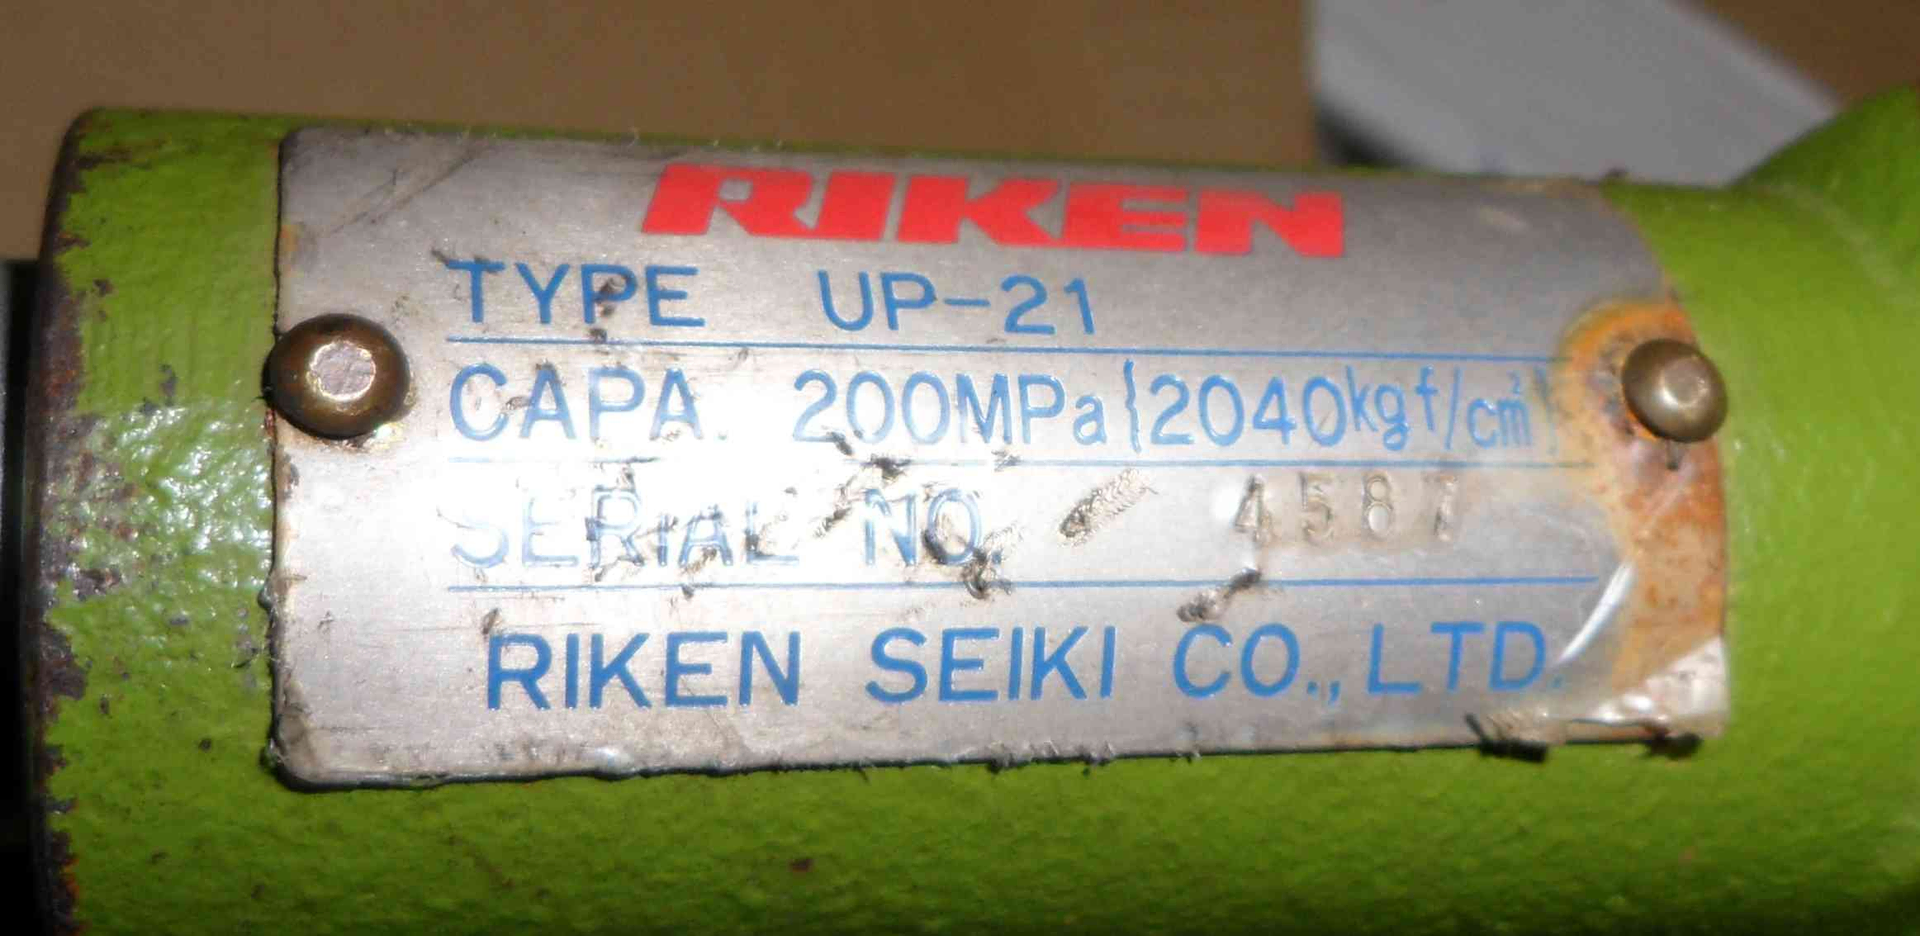 RIKEN
TYPE UP-21
CAPA. 200MPa{2040kgf/cm²}
SERIAL NO. 4587
RIKEN SEIKI CO., LTD.